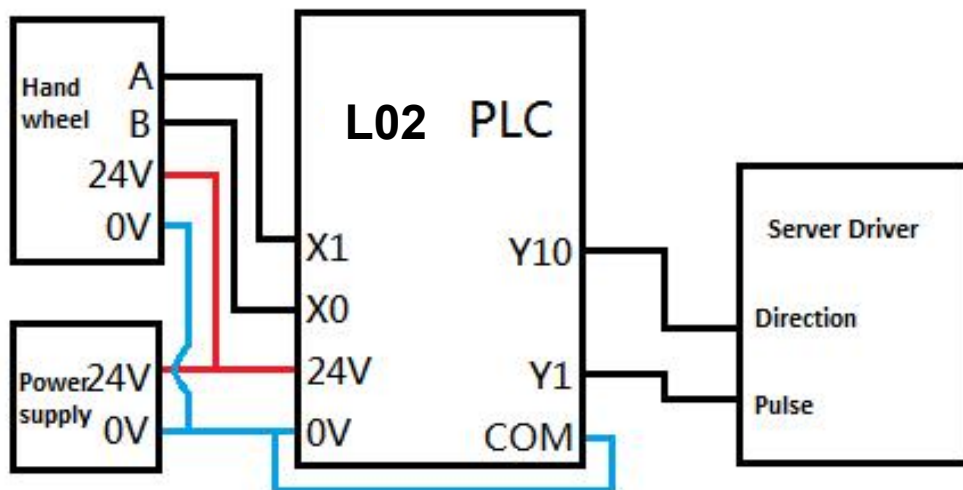 Hand
wheel
A
B
24V
0V
Power
supply
24V
0V
L02 PLC
X1
X0
24V
0V
Y10
Y1
COM
Server Driver
Direction
Pulse